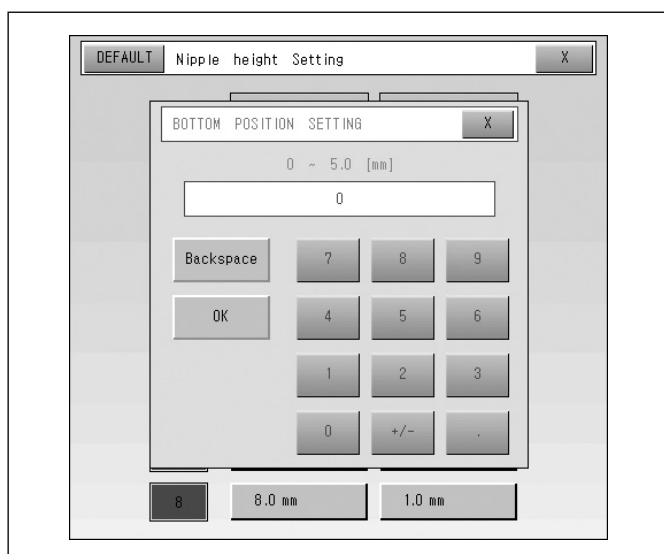 DEFAULT Nipple height Setting X
BOTTOM POSITION SETTING X
0 ~ 5.0 [mm]
0
Backspace 7 8 9
OK 4 5 6
1 2 3
0 +/- .
8 8.0 mm 1.0 mm